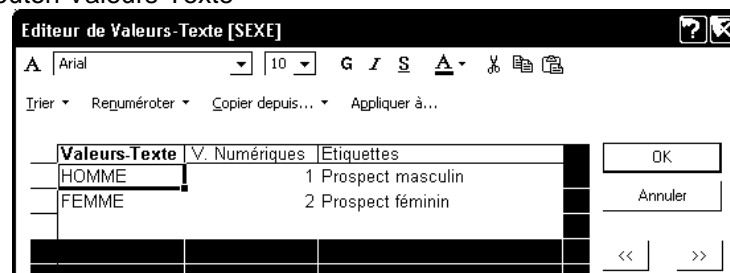 outon Valeurs-Texte
Editeur de Valeurs-Texte [SEXE]
A Arial 10 G I S A
Trier Renuméroter Copier depuis... Appliquer à...
Valeurs-Texte V. Numériques Etiquettes
HOMME 1 Prospect masculin
FEMME 2 Prospect féminin
OK
Annuler
<< >>